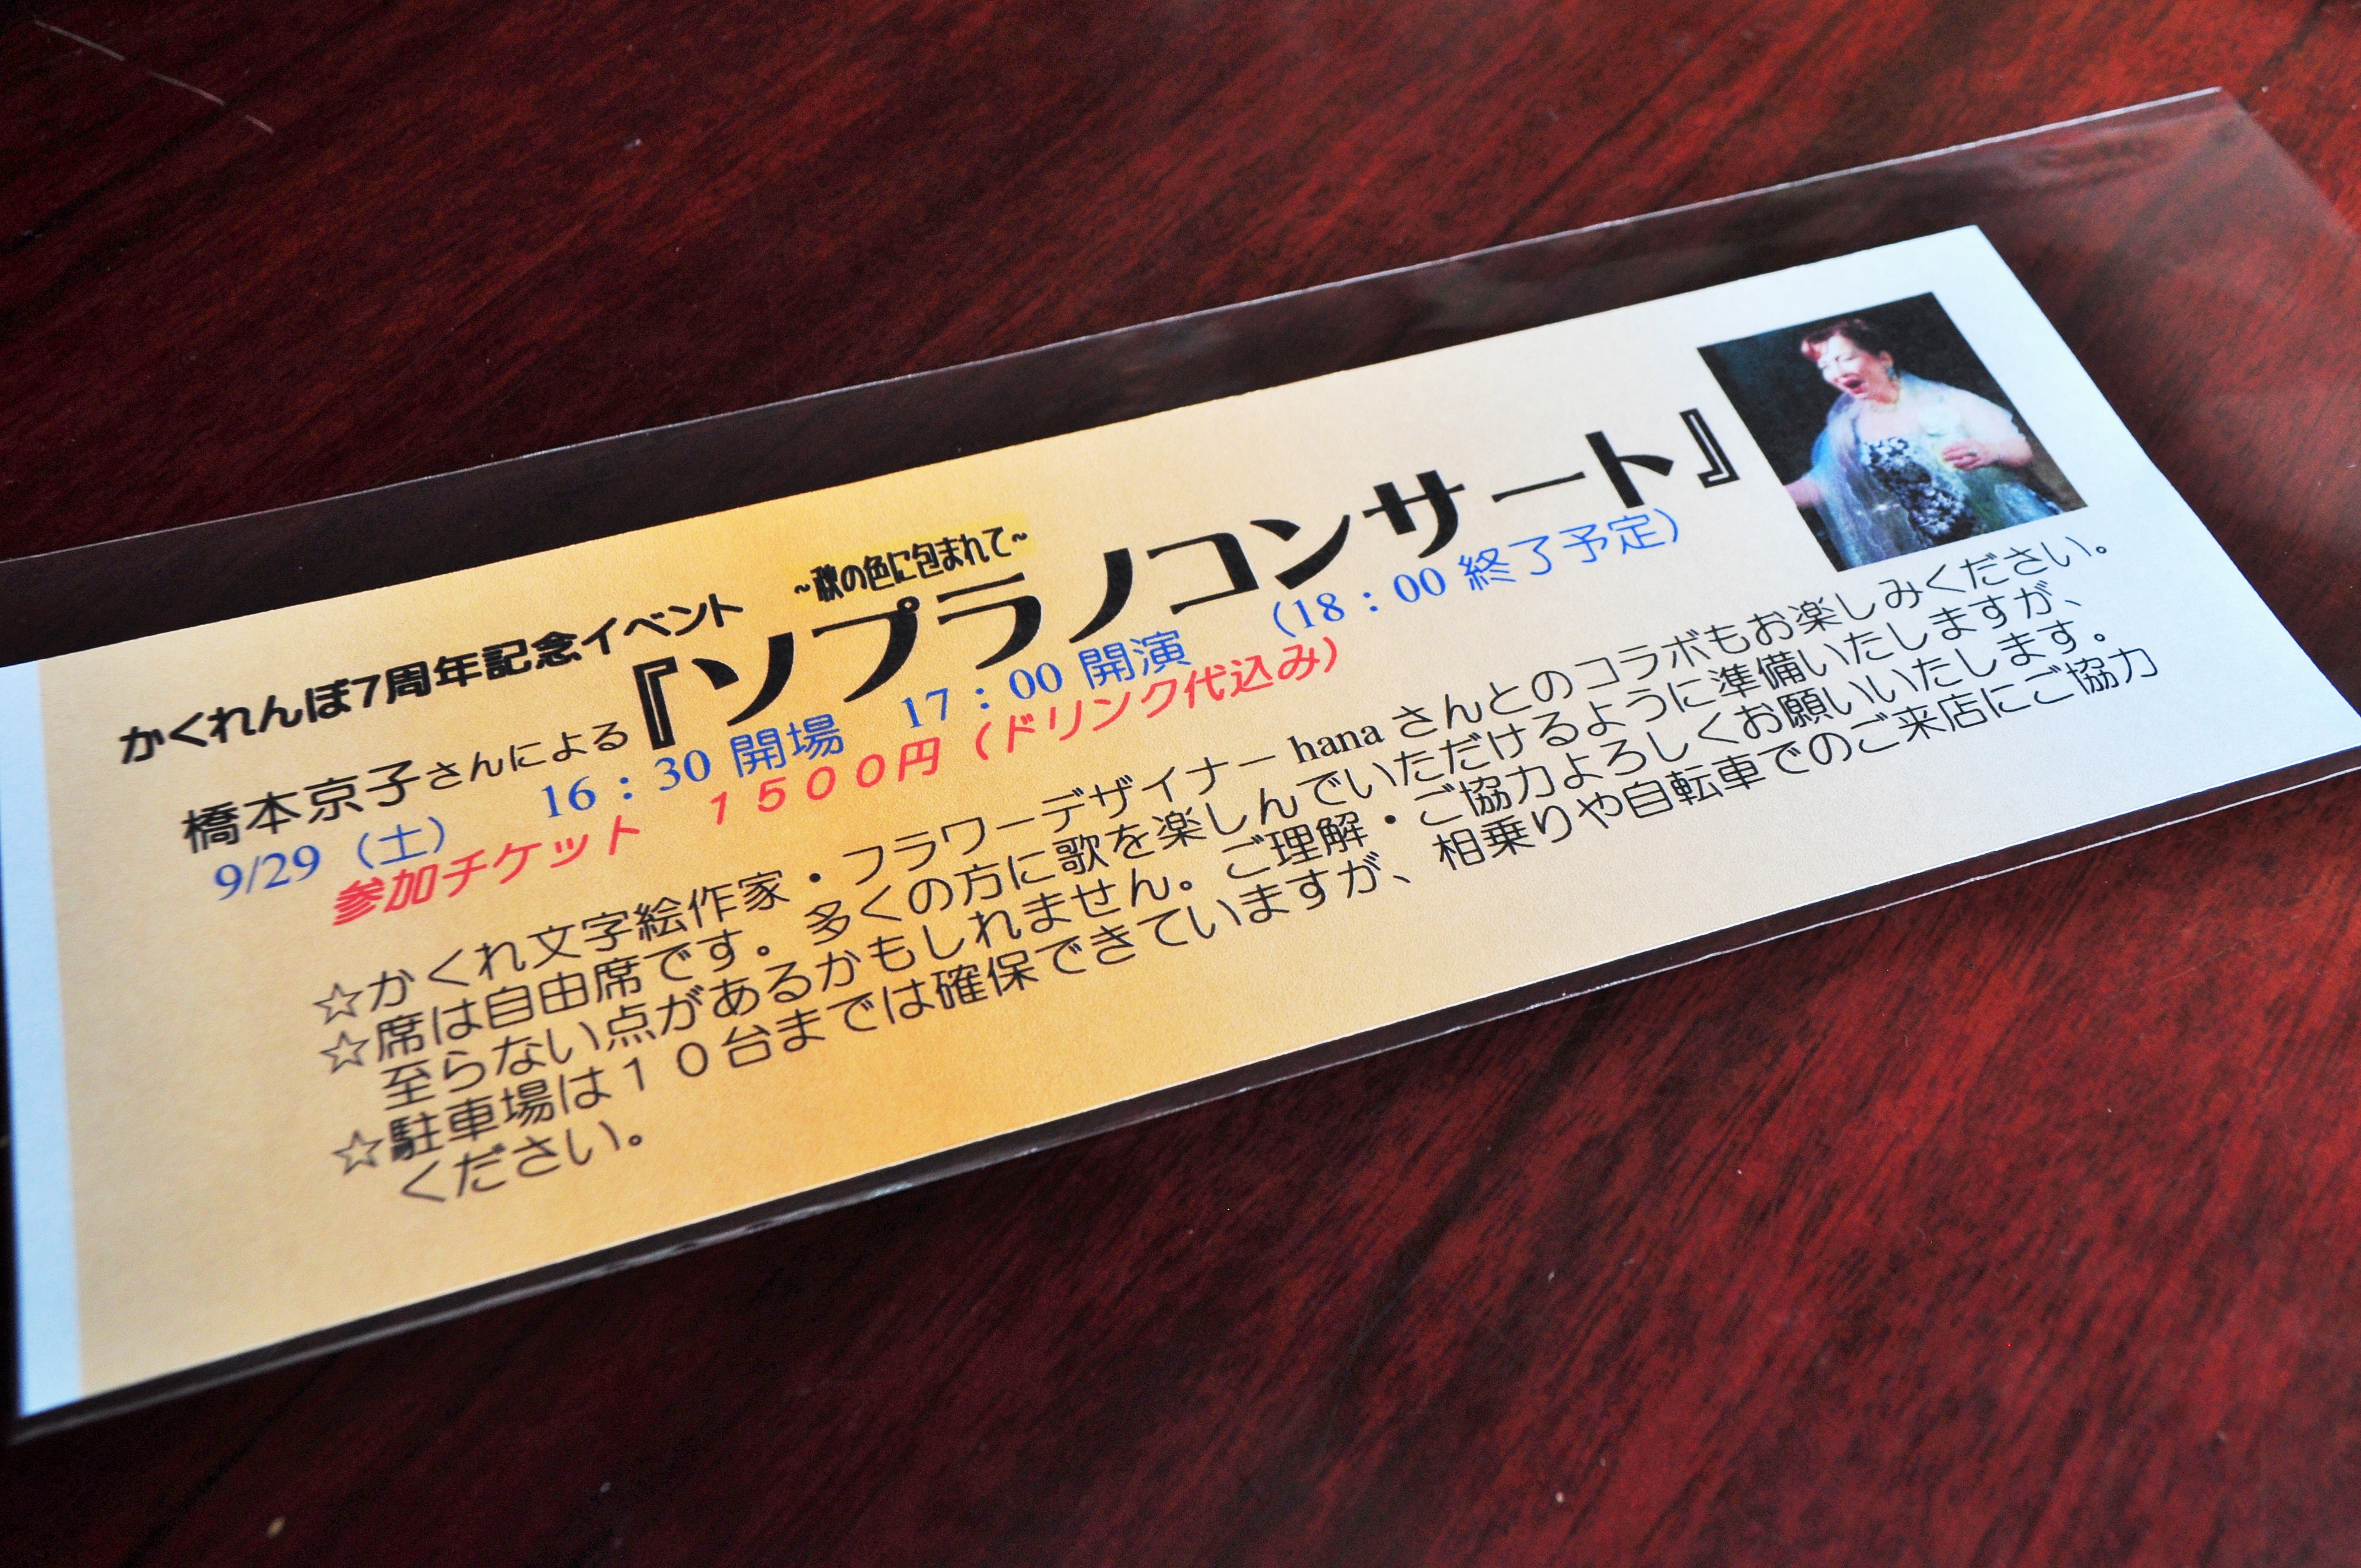 かくれんぼ7周年記念イベント ～秋の色に包まれて～
橋本京子さんによる『ソプラノコンサート』
9/29（土） 16：30 開場 17：00 開演 （18：00 終了予定）
参加チケット １５００円（ドリンク代込み）
☆かくれ文字絵作家・フラワーデザイナー hana さんとのコラボもお楽しみください。
☆席は自由席です。多くの方に歌を楽しんでいただけるように準備いたしますが、
至らない点があるかもしれません。ご理解・ご協力よろしくお願いいたします。
☆駐車場は１０台までは確保できていますが、相乗りや自転車でのご来店にご協力
ください。